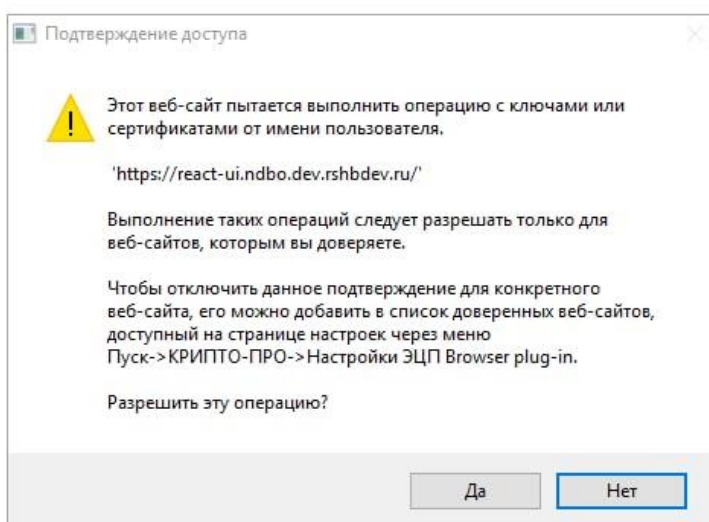 Подтверждение доступа
Этот веб-сайт пытается выполнить операцию с ключами или
сертификатами от имени пользователя.
'https://react-ui.ndbo.dev.rshbdev.ru/'
Выполнение таких операций следует разрешать только для
веб-сайтов, которым вы доверяете.
Чтобы отключить данное подтверждение для конкретного
веб-сайта, его можно добавить в список доверенных веб-сайтов,
доступный на странице настроек через меню
Пуск->КРИПТО-ПРО->Настройки ЭЦП Browser plug-in.
Разрешить эту операцию?
Да
Нет